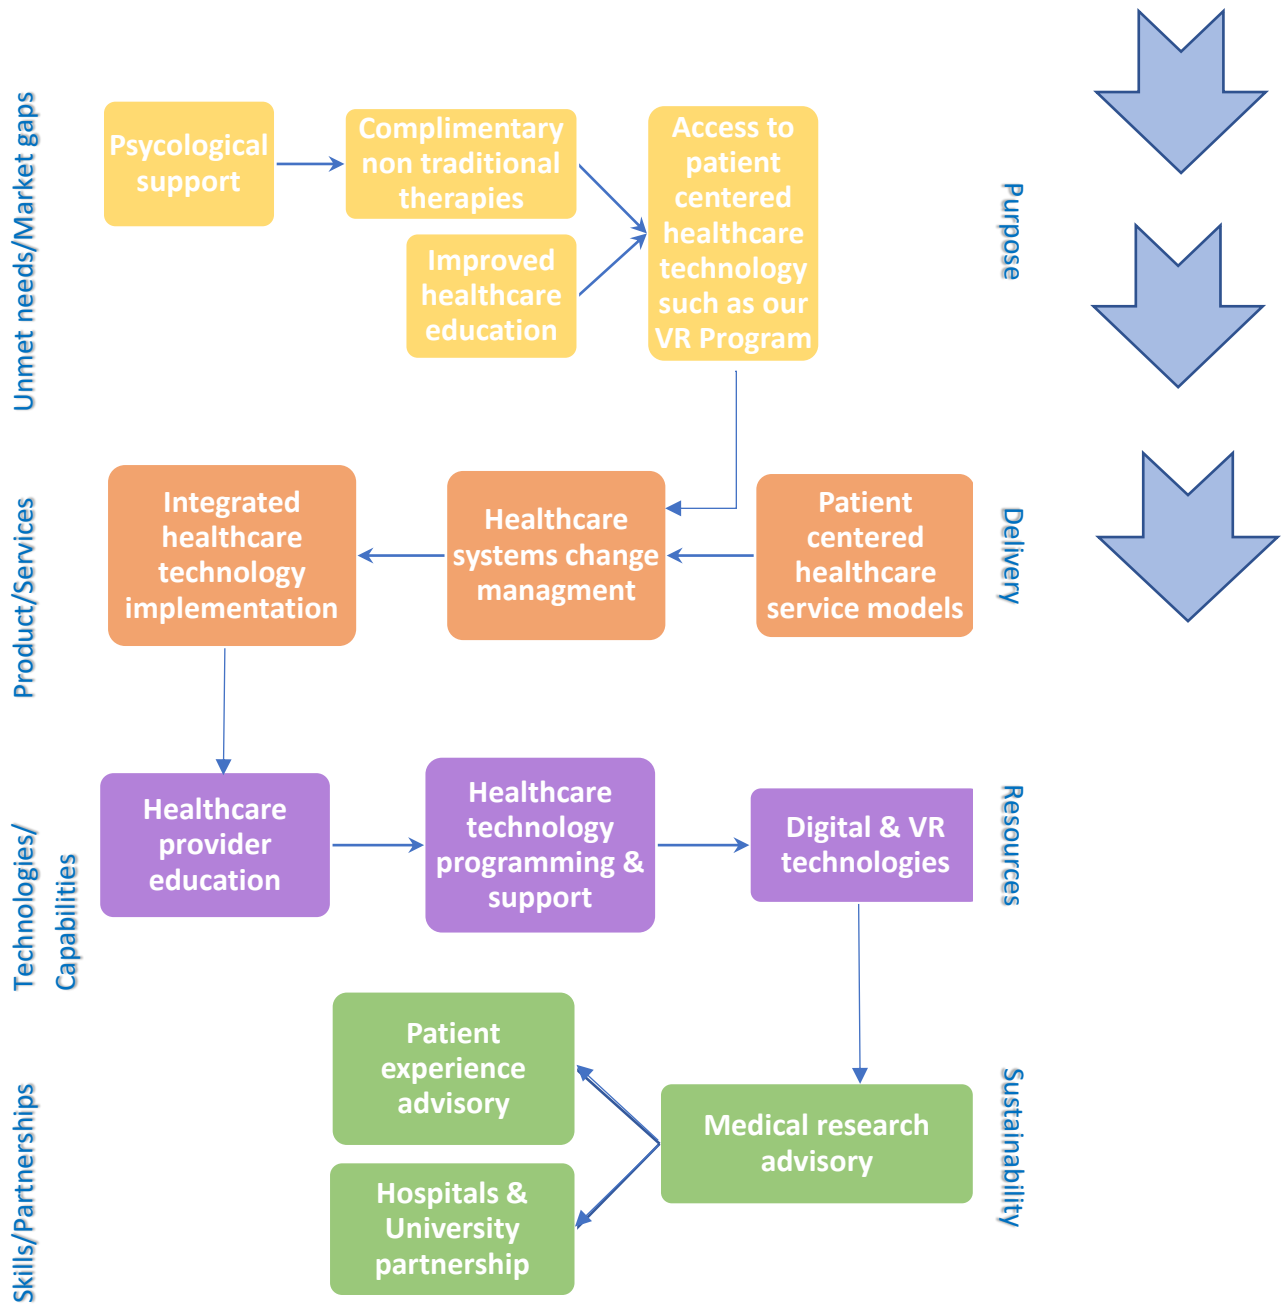 Unmet needs/Market gaps
Psycological
support
Complimentary
non traditional
therapies
Improved
healthcare
education
Access to
patient
centered
healthcare
technology
such as our
VR Program
Purpose
Product/Services
Integrated
healthcare
technology
implementation
Healthcare
systems change
managment
Patient
centered
healthcare
service models
Delivery
Technologies/
Capabilities
Healthcare
provider
education
Healthcare
technology
programming &
support
Digital & VR
technologies
Resources
Skills/Partnerships
Patient
experience
advisory
Hospitals &
University
partnership
Medical research
advisory
Sustainability